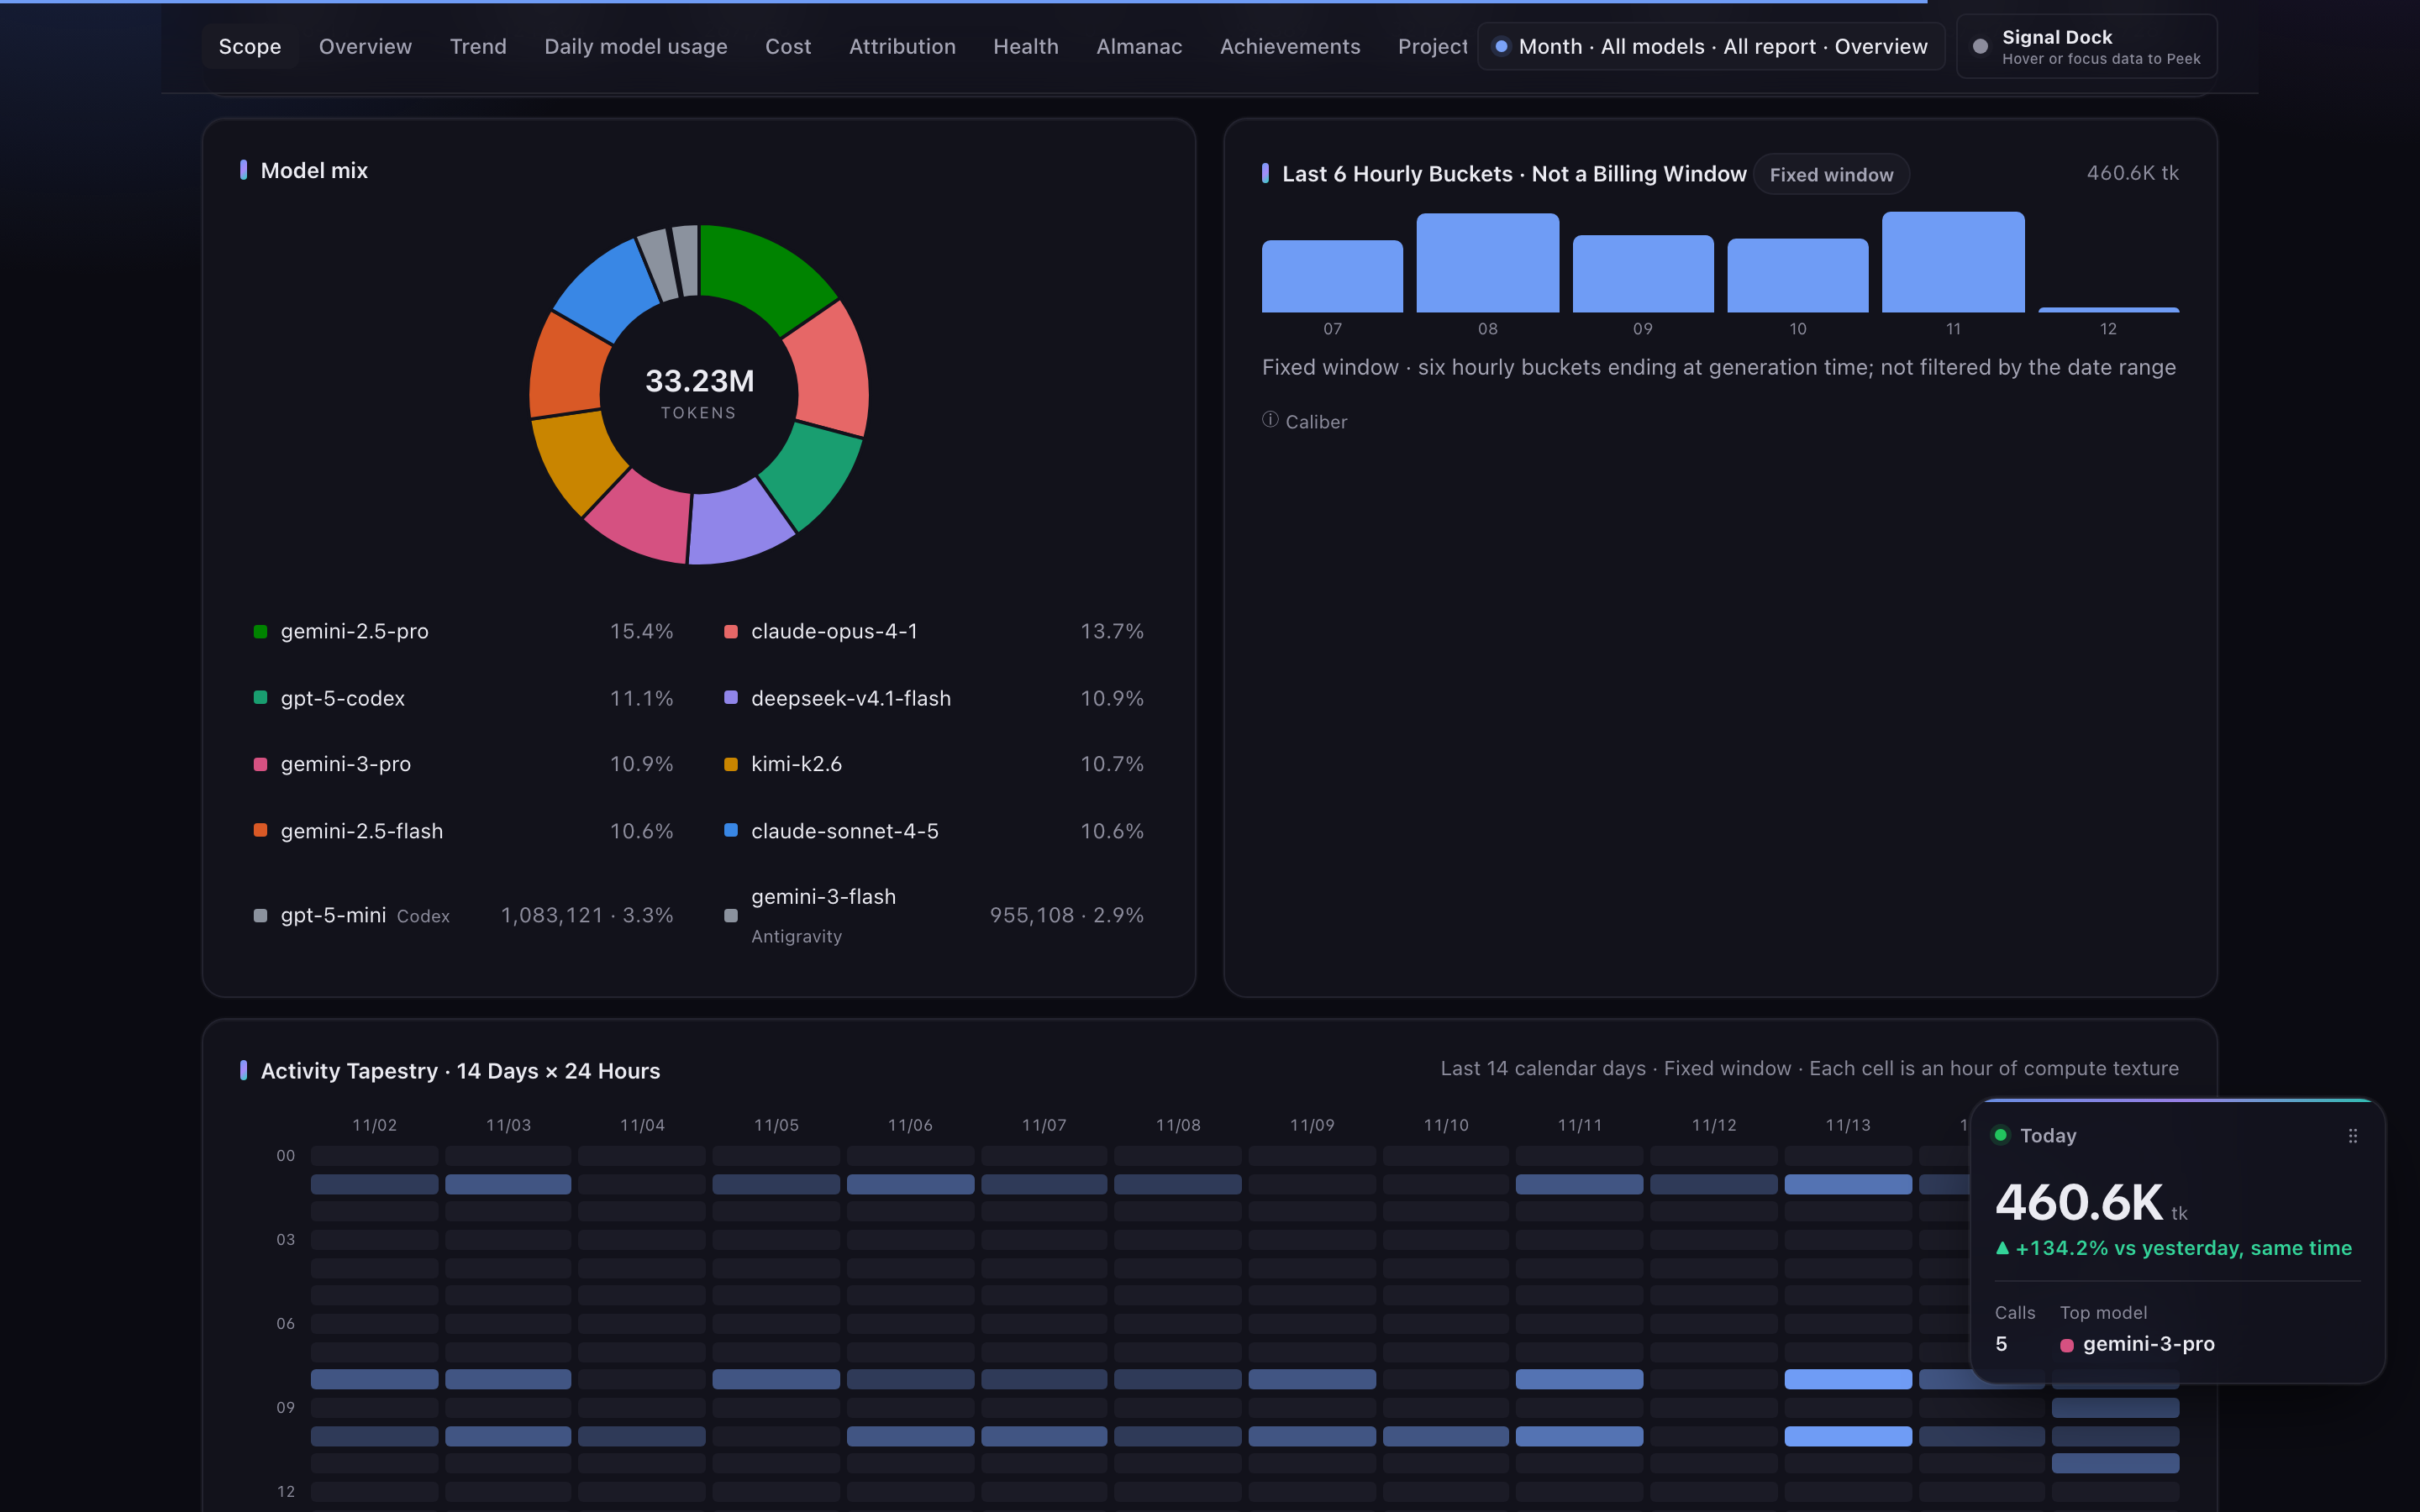 Scope Overview Trend Daily model usage Cost Attribution Health Almanac Achievements Project
Month · All models · All report · Overview
Signal Dock
Hover or focus data to Peek
Model mix
33.23M
TOKENS
gemini-2.5-pro 15.4%
claude-opus-4-1 13.7%
gpt-5-codex 11.1%
deepseek-v4.1-flash 10.9%
gemini-3-pro 10.9%
kimi-k2.6 10.7%
gemini-2.5-flash 10.6%
claude-sonnet-4-5 10.6%
gpt-5-mini Codex 1,083,121 · 3.3%
gemini-3-flash
Antigravity
955,108 · 2.9%
Last 6 Hourly Buckets · Not a Billing Window Fixed window 460.6K tk
07 08 09 10 11 12
Fixed window · six hourly buckets ending at generation time; not filtered by the date range
ⓘ Caliber
Activity Tapestry · 14 Days × 24 Hours
Last 14 calendar days · Fixed window · Each cell is an hour of compute texture
11/02 11/03 11/04 11/05 11/06 11/07 11/08 11/09 11/10 11/11 11/12 11/13
00
03
06
09
12
Today
460.6K tk
▲ +134.2% vs yesterday, same time
Calls Top model
5 gemini-3-pro